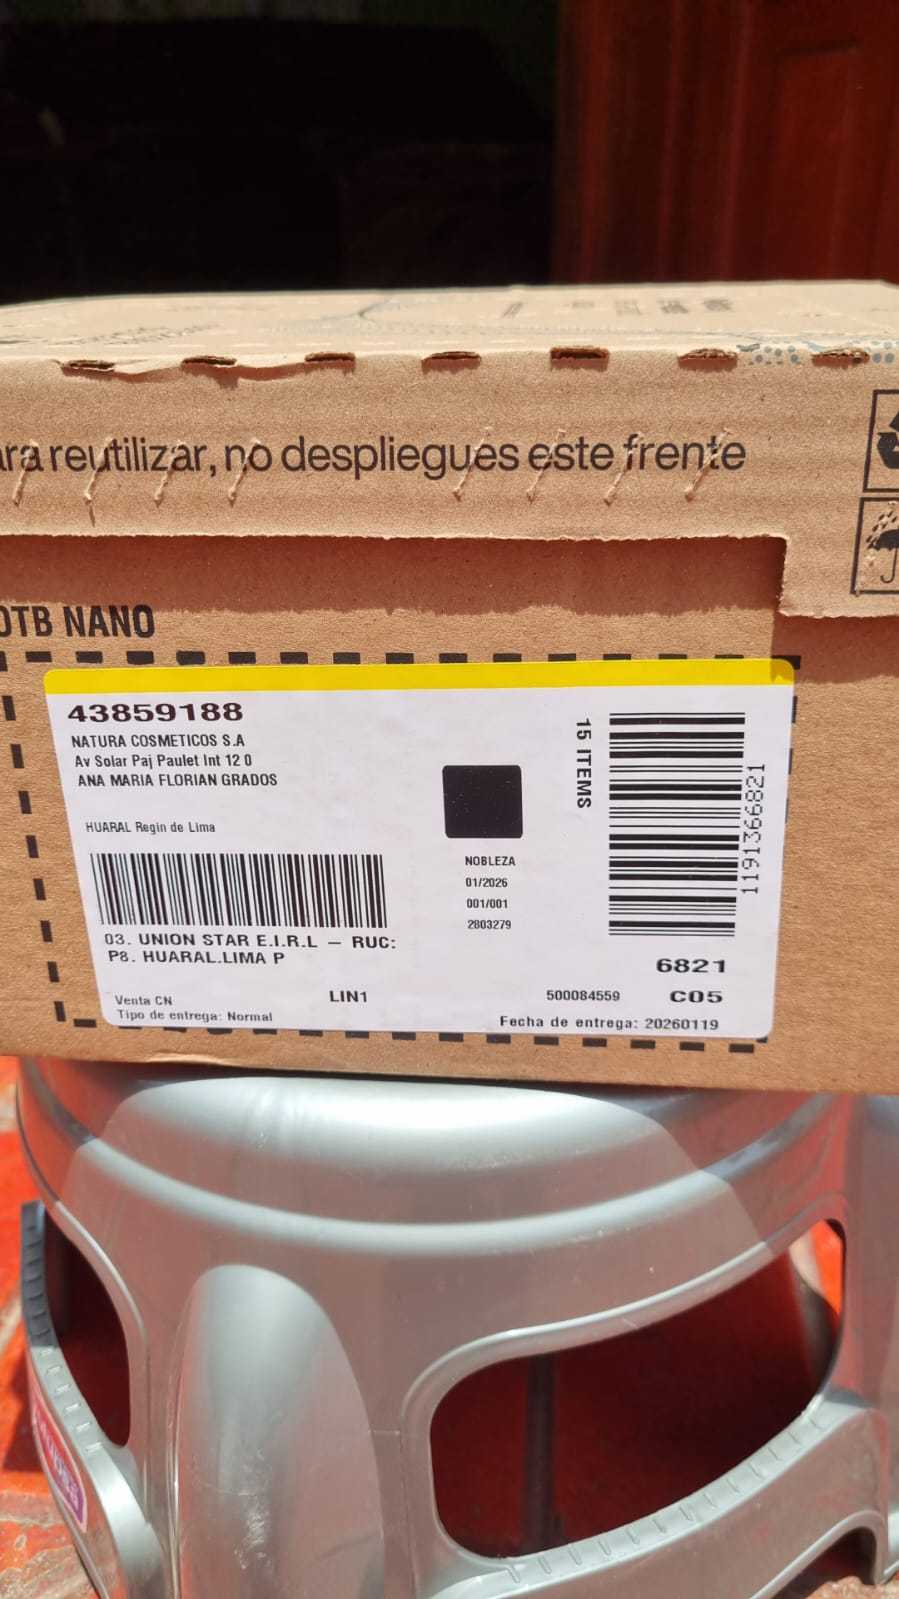 ara reutilizar, no despliegues este frente
OTB NANO
43859188
NATURA COSMETICOS S.A
Av Solar Paj Paulet Int 12 0
ANA MARIA FLORIAN GRADOS
HUARAL Regin de Lima
15 ITEMS
1191366821
NOBLEZA
01/2026
001/001
2803279
03. UNION STAR E.I.R.L – RUC:
P8. HUARAL.LIMA P
6821
Venta CN
LIN1
500084559
C05
Tipo de entrega: Normal
Fecha de entrega: 20260119